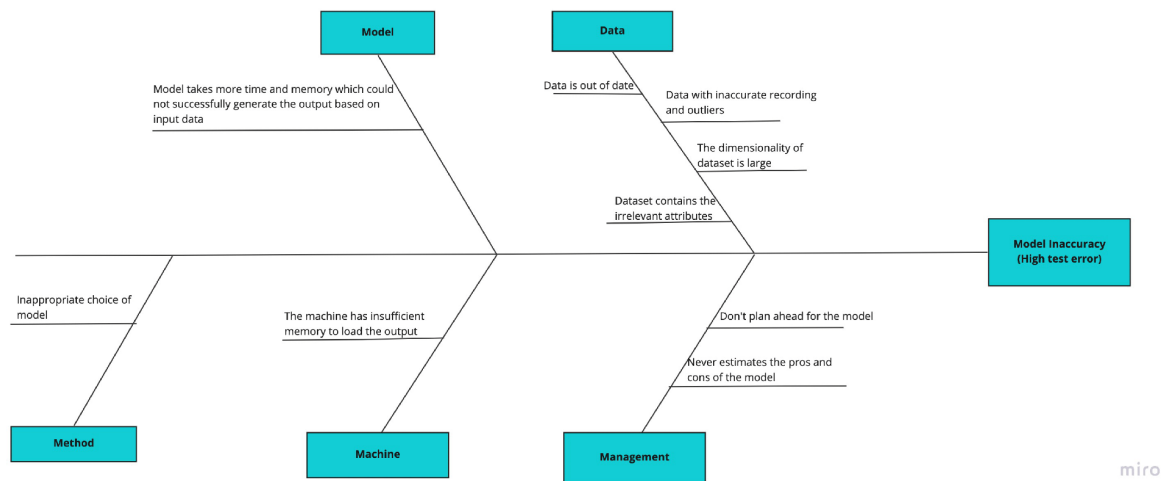 Model
Data
Model takes more time and memory which could
not successfully generate the output based on
input data
Data is out of date
Data with inaccurate recording
and outliers
The dimensionality of
dataset is large
Dataset contains the
irrelevant attributes
Model Inaccuracy
(High test error)
Inappropriate choice of
model
The machine has insufficient
memory to load the output
Don't plan ahead for the model
Never estimates the pros and
cons of the model
Method
Machine
Management
miro